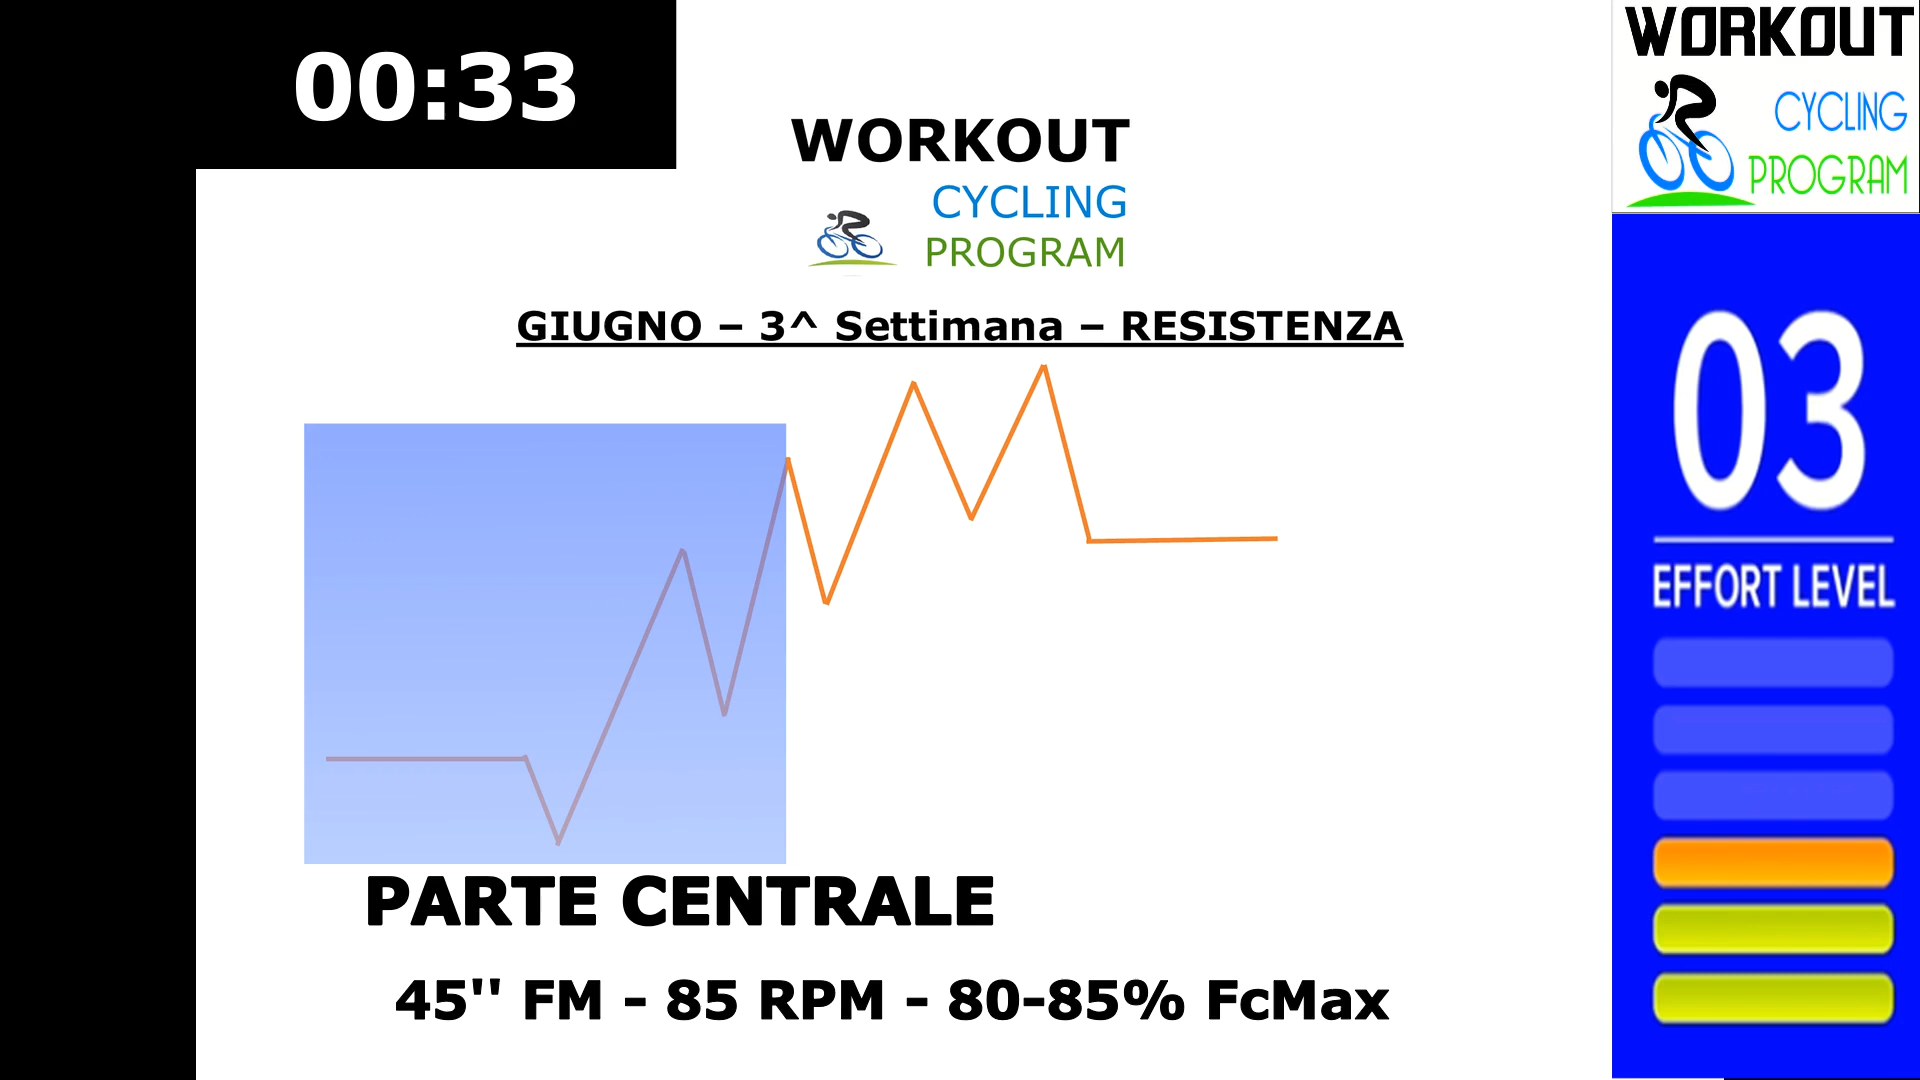 00:33
WORKOUT
CYCLING
PROGRAM
GIUGNO – 3^ Settimana – RESISTENZA
PARTE CENTRALE
45'' FM - 85 RPM - 80-85% FcMax
WORKOUT
CYCLING
PROGRAM
03
EFFORT LEVEL